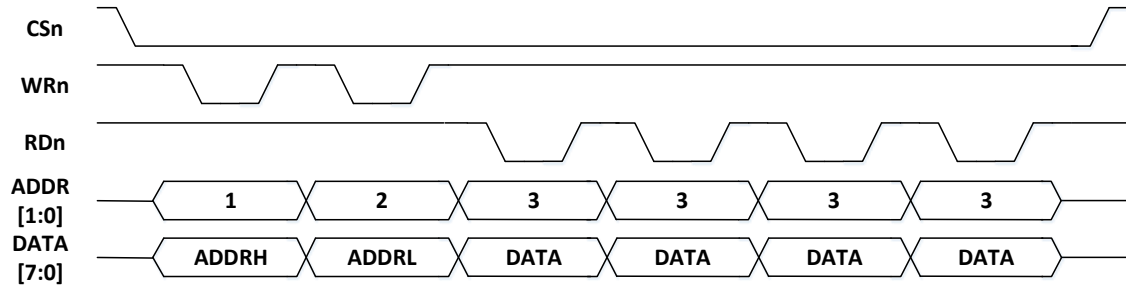 CSn
WRn
RDn
ADDR
[1:0]
1 2 3 3 3 3
DATA
[7:0]
ADDRH ADDRL DATA DATA DATA DATA